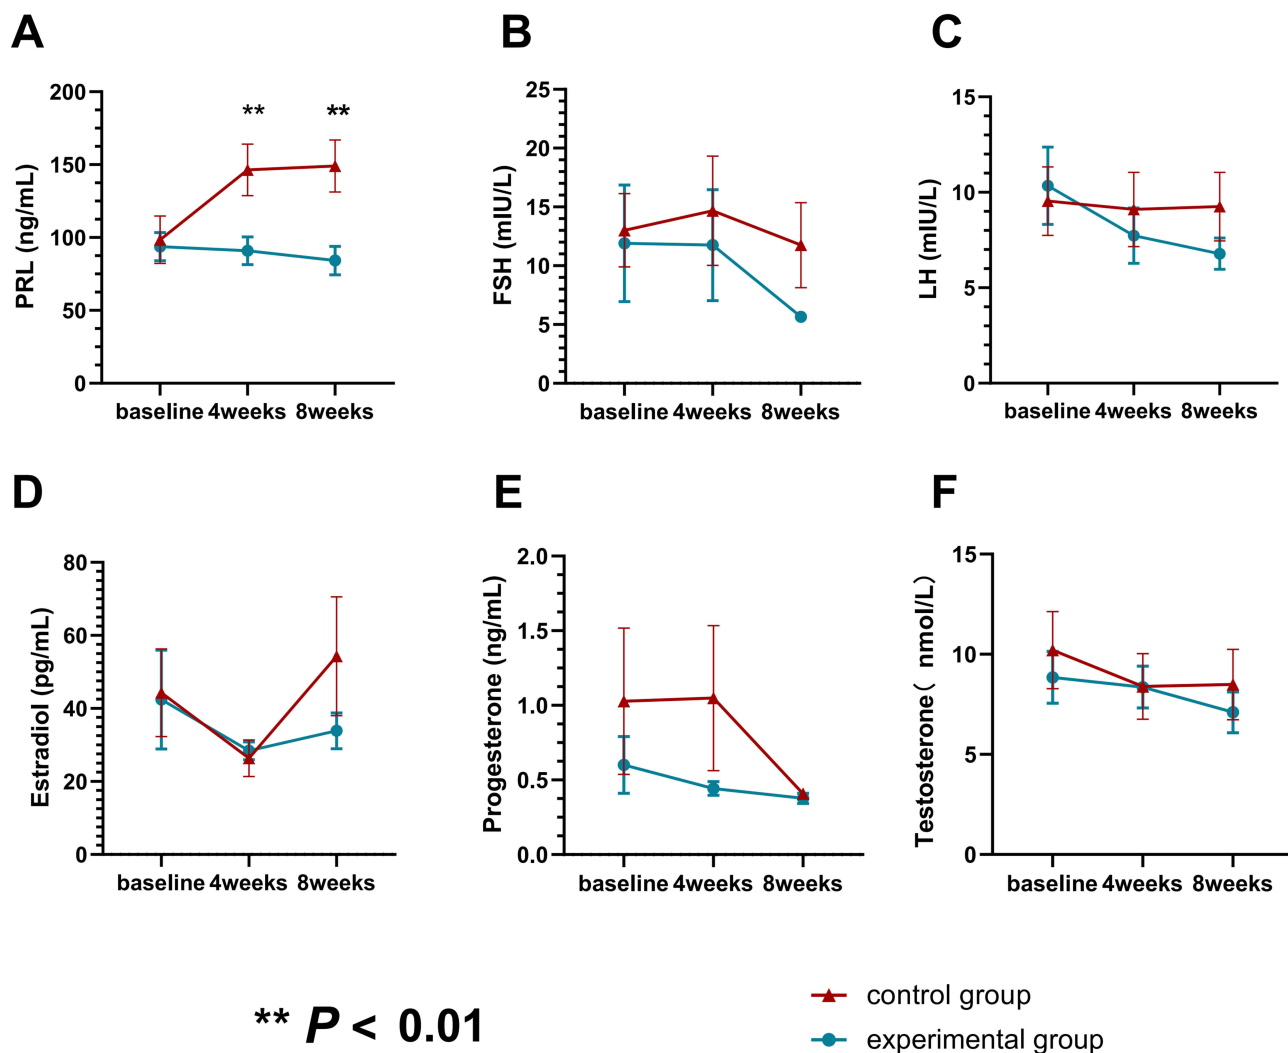 A
PRL (ng/mL)
200
150
100
50
0
** **
baseline 4weeks 8weeks
B
FSH (mIU/L)
25
20
15
10
5
0
baseline 4weeks 8weeks
C
LH (mIU/L)
15
10
5
0
baseline 4weeks 8weeks
D
Estradiol (pg/mL)
80
60
40
20
0
baseline 4weeks 8weeks
E
Progesterone (ng/mL)
2.0
1.5
1.0
0.5
0.0
baseline 4weeks 8weeks
F
Testosterone( nmol/L)
15
10
5
0
baseline 4weeks 8weeks
** P < 0.01
control group
experimental group